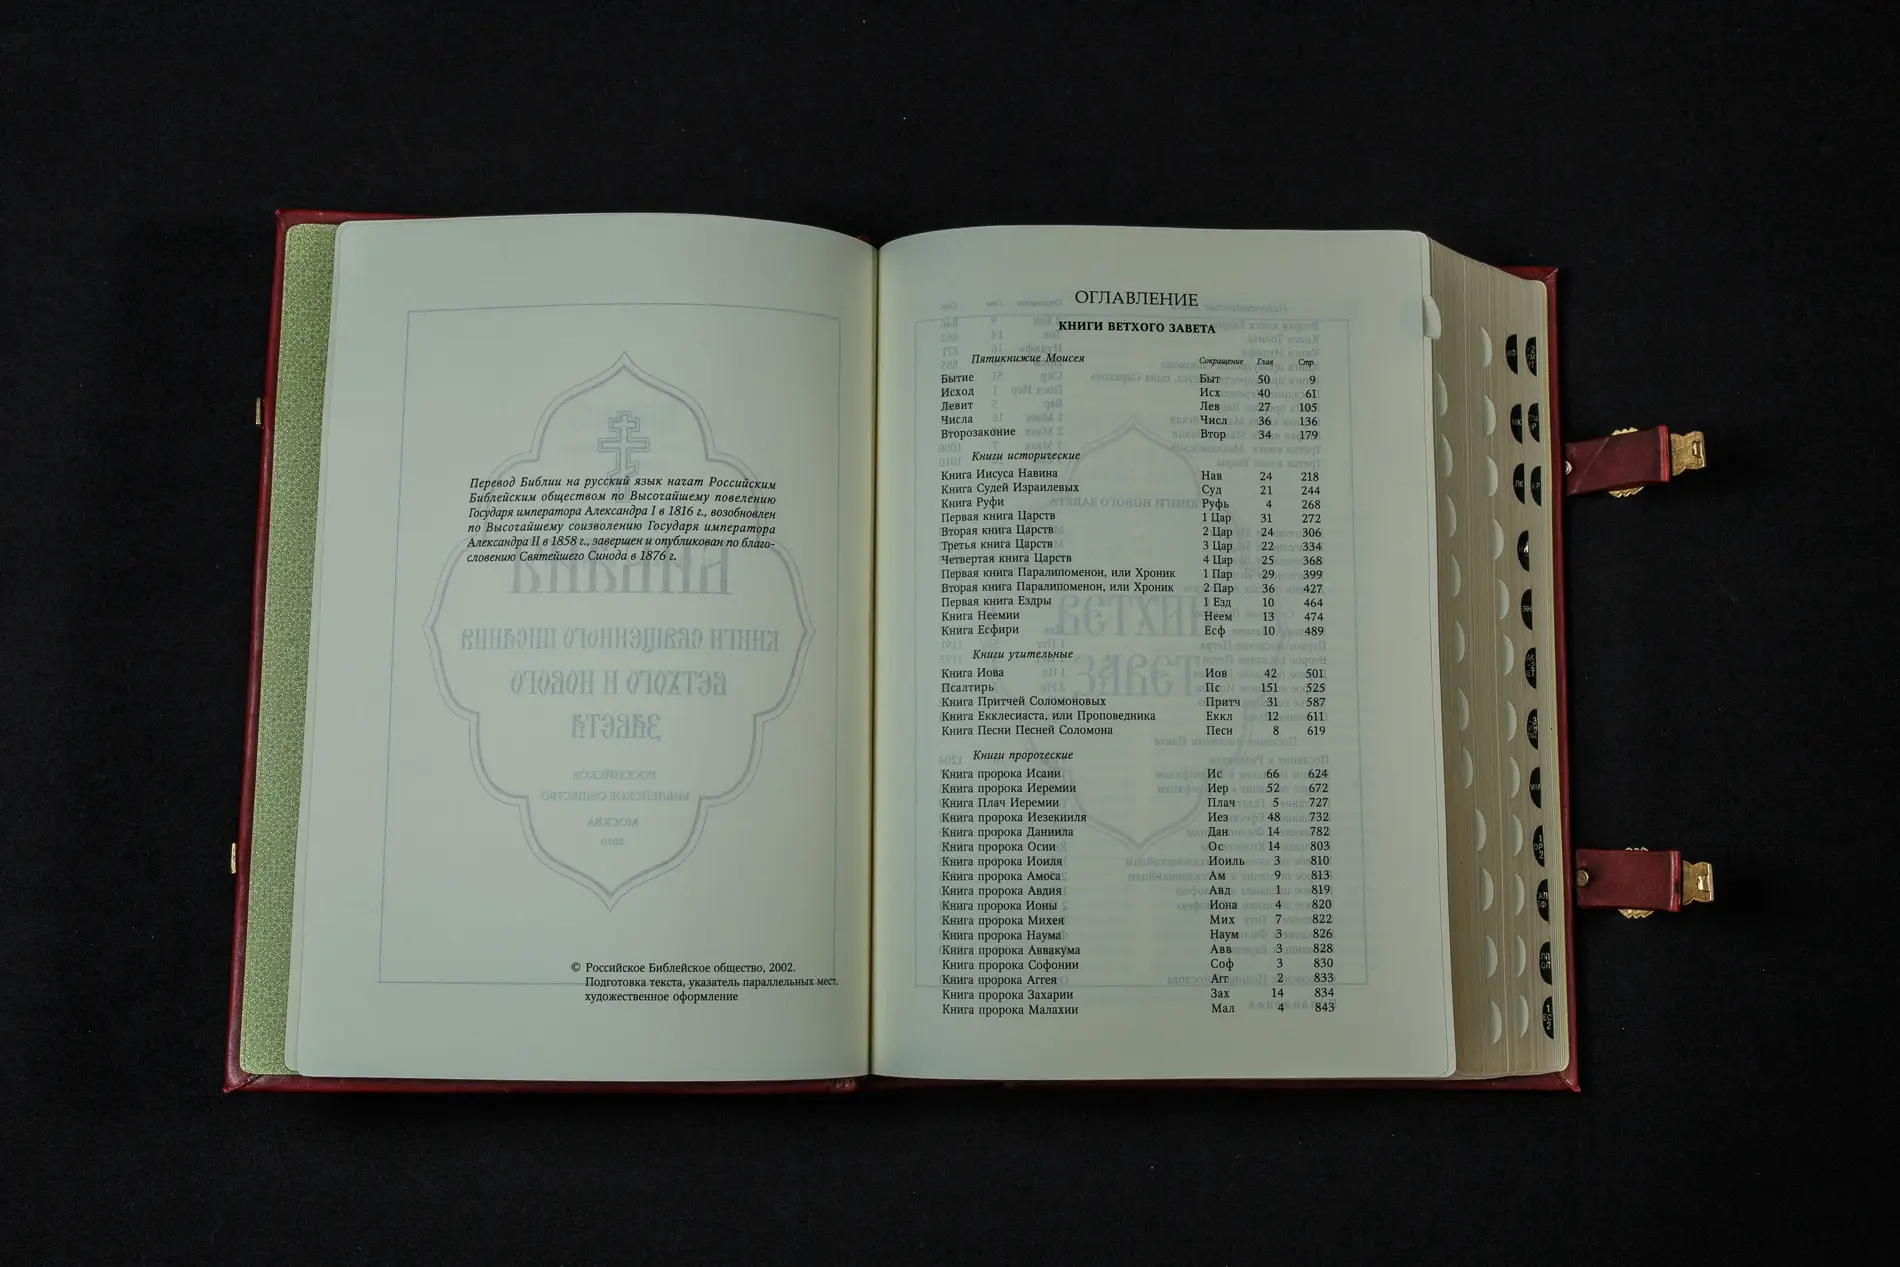 Перевод Библии на русский язык начат Российским
Библейским обществом по Высочайшему повелению
Государя императора Александра I в 1816 г., возобновлен
по Высочайшему соизволению Государя императора
Александра II в 1858 г., завершен и опубликован по благо-
словению Святейшего Синода в 1876 г.
БИБЛИЯ
КНИГИ СВЯЩЕННОГО ПИСАНИЯ
ВЕТХОГО И НОВОГО
ЗАВЕТА
РОССИЙСКОЕ
БИБЛЕЙСКОЕ ОБЩЕСТВО
МОСКВА
2010
© Российское Библейское общество, 2002.
Подготовка текста, указатель параллельных мест,
художественное оформление
ОГЛАВЛЕНИЕ
КНИГИ ВЕТХОГО ЗАВЕТА
Пятикнижие Моисея Сокращение Глав Стр.
Бытие Быт 50 9
Исход Исх 40 61
Левит Лев 27 105
Числа Числ 36 136
Второзаконие Втор 34 179
Книги исторические
Книга Иисуса Навина Нав 24 218
Книга Судей Израилевых Суд 21 244
Книга Руфи Руфь 4 268
Первая книга Царств 1 Цар 31 272
Вторая книга Царств 2 Цар 24 306
Третья книга Царств 3 Цар 22 334
Четвертая книга Царств 4 Цар 25 368
Первая книга Паралипоменон, или Хроник 1 Пар 29 399
Вторая книга Паралипоменон, или Хроник 2 Пар 36 427
Первая книга Ездры 1 Езд 10 464
Книга Неемии Неем 13 474
Книга Есфири Есф 10 489
Книги учительные
Книга Иова Иов 42 501
Псалтирь Пс 151 525
Книга Притчей Соломоновых Притч 31 587
Книга Екклесиаста, или Проповедника Еккл 12 611
Книга Песни Песней Соломона Песн 8 619
Книги пророческие
Книга пророка Исаии Ис 66 624
Книга пророка Иеремии Иер 52 672
Книга Плач Иеремии Плач 5 727
Книга пророка Иезекииля Иез 48 732
Книга пророка Даниила Дан 14 782
Книга пророка Осии Ос 14 803
Книга пророка Иоиля Иоиль 3 810
Книга пророка Амоса Ам 9 813
Книга пророка Авдия Авд 1 819
Книга пророка Ионы Иона 4 820
Книга пророка Михея Мих 7 822
Книга пророка Наума Наум 3 826
Книга пророка Аввакума Авв 3 828
Книга пророка Софонии Соф 3 830
Книга пророка Аггея Агг 2 833
Книга пророка Захарии Зах 14 834
Книга пророка Малахии Мал 4 843
ВЕТХИЙ
ЗАВЕТ